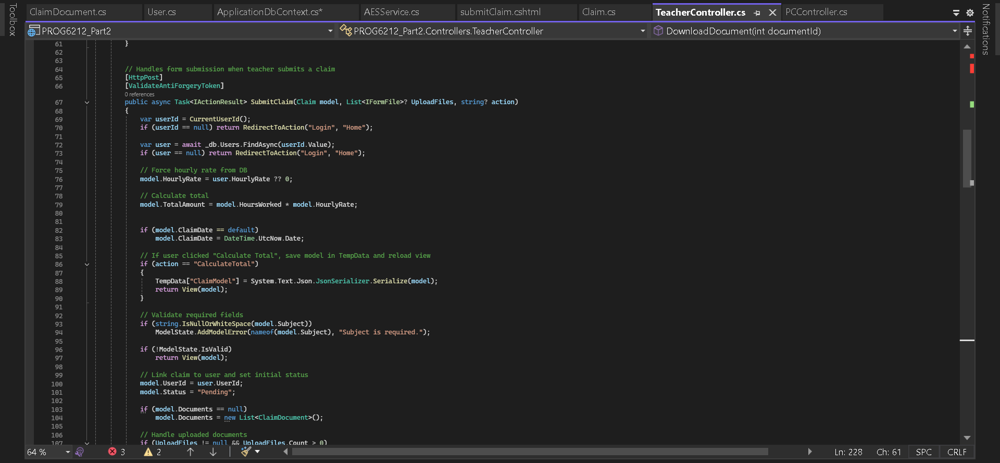 Toolbox
ClaimDocument.cs
User.cs
ApplicationDbContext.cs*
AESService.cs
submitClaim.cshtml
Claim.cs
TeacherController.cs
PCController.cs
Notifications
PROG6212_Part2
PROG6212_Part2.Controllers.TeacherController
DownloadDocument(int documentId)
61 }
62
63
64 // Handles form submission when teacher submits a claim
65 [HttpPost]
66 [ValidateAntiForgeryToken]
0 references
67 public async Task<IActionResult> SubmitClaim(Claim model, List<IFormFile>? UploadFiles, string? action)
68 {
69 var userId = CurrentUserId();
70 if (userId == null) return RedirectToAction("Login", "Home");
71
72 var user = await _db.Users.FindAsync(userId.Value);
73 if (user == null) return RedirectToAction("Login", "Home");
74
75 // Force hourly rate from DB
76 model.HourlyRate = user.HourlyRate ?? 0;
77
78 // Calculate total
79 model.TotalAmount = model.HoursWorked * model.HourlyRate;
80
81
82 if (model.ClaimDate == default)
83 model.ClaimDate = DateTime.UtcNow.Date;
84
85 // If user clicked "Calculate Total", save model in TempData and reload view
86 if (action == "CalculateTotal")
87 {
88 TempData["ClaimModel"] = System.Text.Json.JsonSerializer.Serialize(model);
89 return View(model);
90 }
91
92 // Validate required fields
93 if (string.IsNullOrWhiteSpace(model.Subject))
94 ModelState.AddModelError(nameof(model.Subject), "Subject is required.");
95
96 if (!ModelState.IsValid)
97 return View(model);
98
99 // Link claim to user and set initial status
100 model.UserId = user.UserId;
101 model.Status = "Pending";
102
103 if (model.Documents == null)
104 model.Documents = new List<ClaimDocument>();
105
106 // Handle uploaded documents
107 if (UploadFiles != null && UploadFiles.Count > 0)
64 %
3
2
Ln: 228
Ch: 61
SPC
CRLF